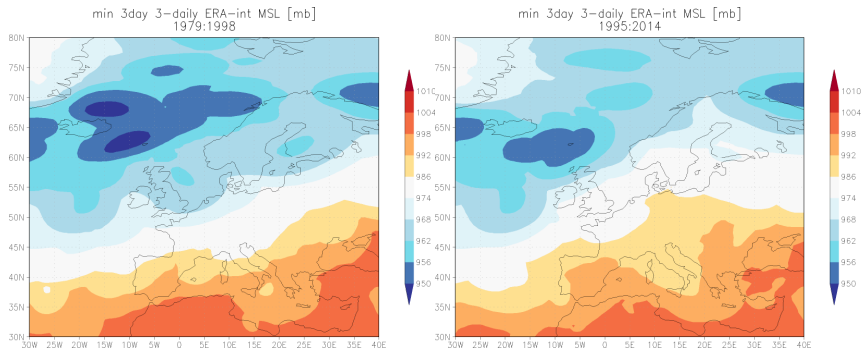 min 3day 3-daily ERA-int MSL [mb]
1979:1998
80N
75N
70N
65N
60N
55N
50N
45N
40N
35N
30N
30W 25W 20W 15W 10W 5W 0 5E 10E 15E 20E 25E 30E 35E 40E
1010
1004
998
992
986
974
968
962
956
950
min 3day 3-daily ERA-int MSL [mb]
1995:2014
80N
75N
70N
65N
60N
55N
50N
45N
40N
35N
30N
30W 25W 20W 15W 10W 5W 0 5E 10E 15E 20E 25E 30E 35E 40E
1010
1004
998
992
986
974
968
962
956
950